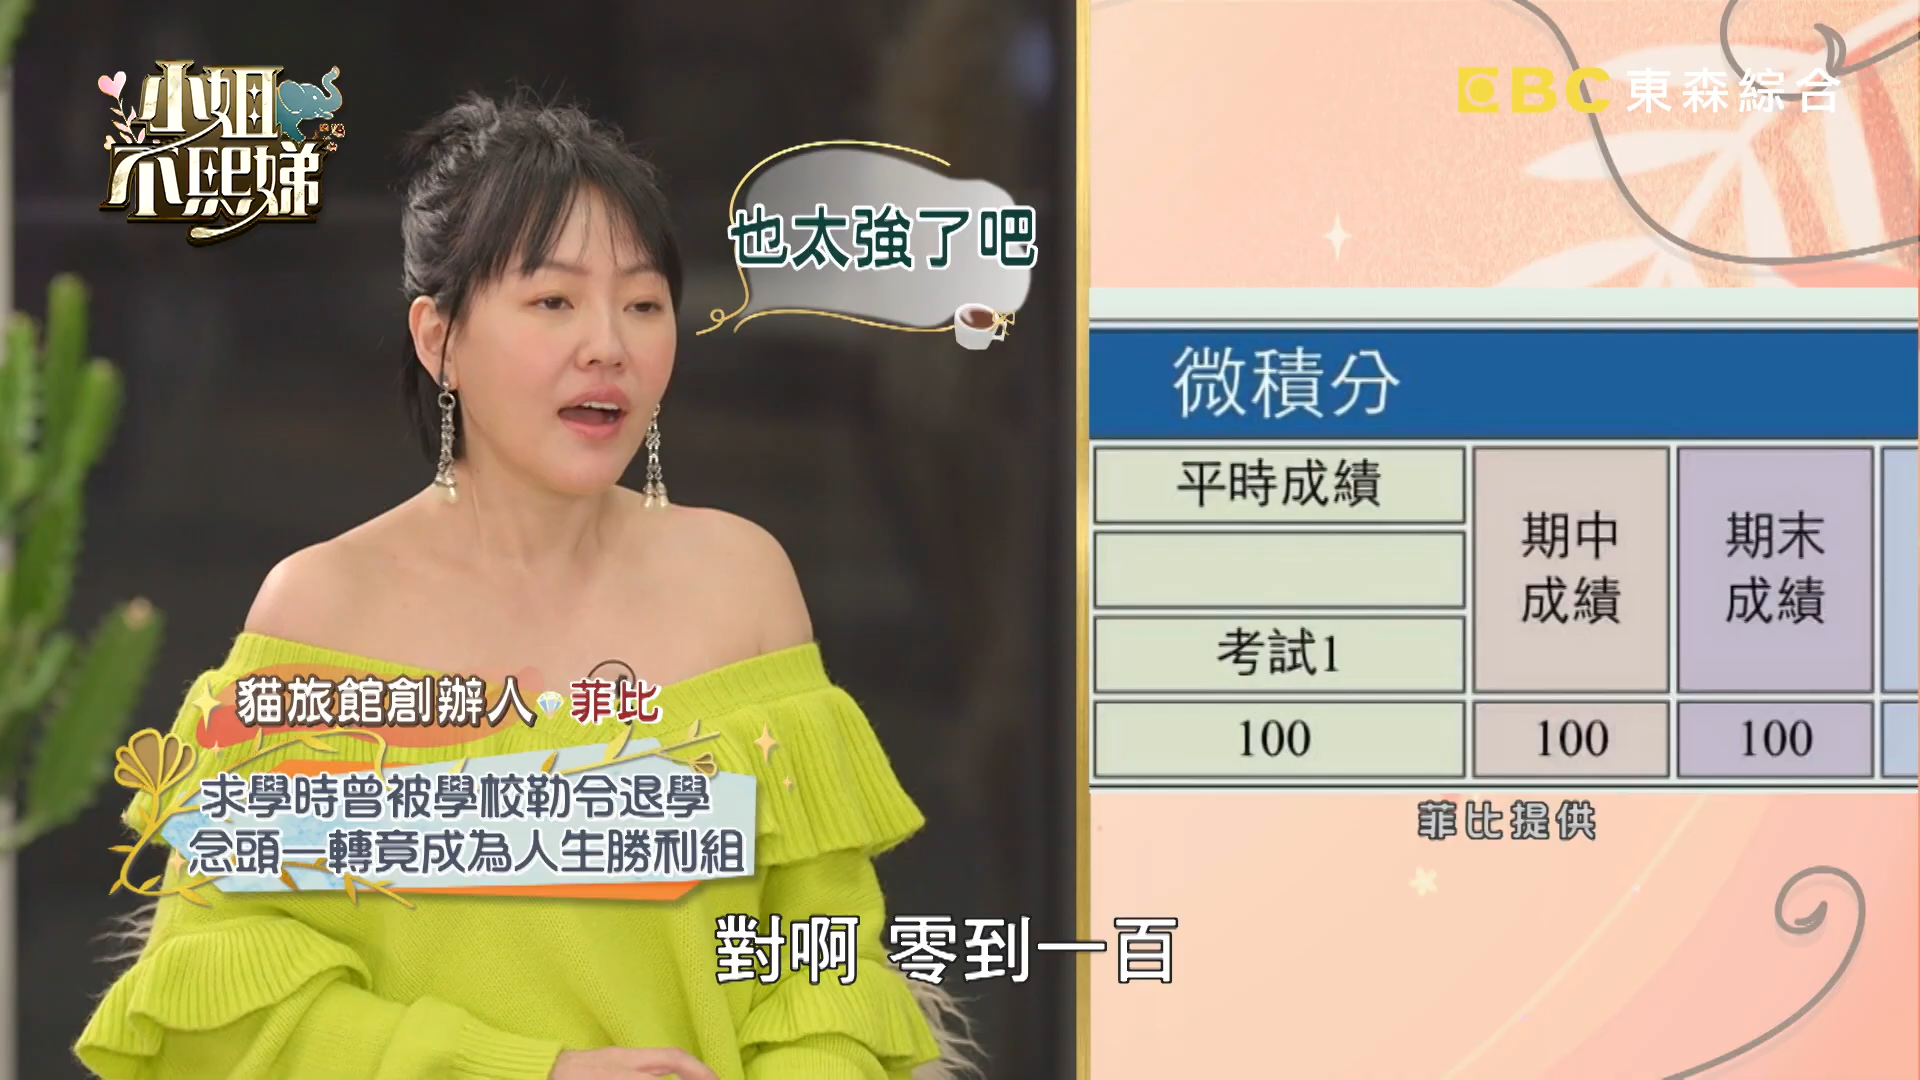 小姐
不熙娣
EBC 東森綜合
也太強了吧
微積分
平時成績
期中
成績
期末
成績
考試1
100
100
100
菲比提供
貓旅館創辦人 菲比
求學時曾被學校勒令退學
念頭一轉竟成為人生勝利組
對啊 零到一百